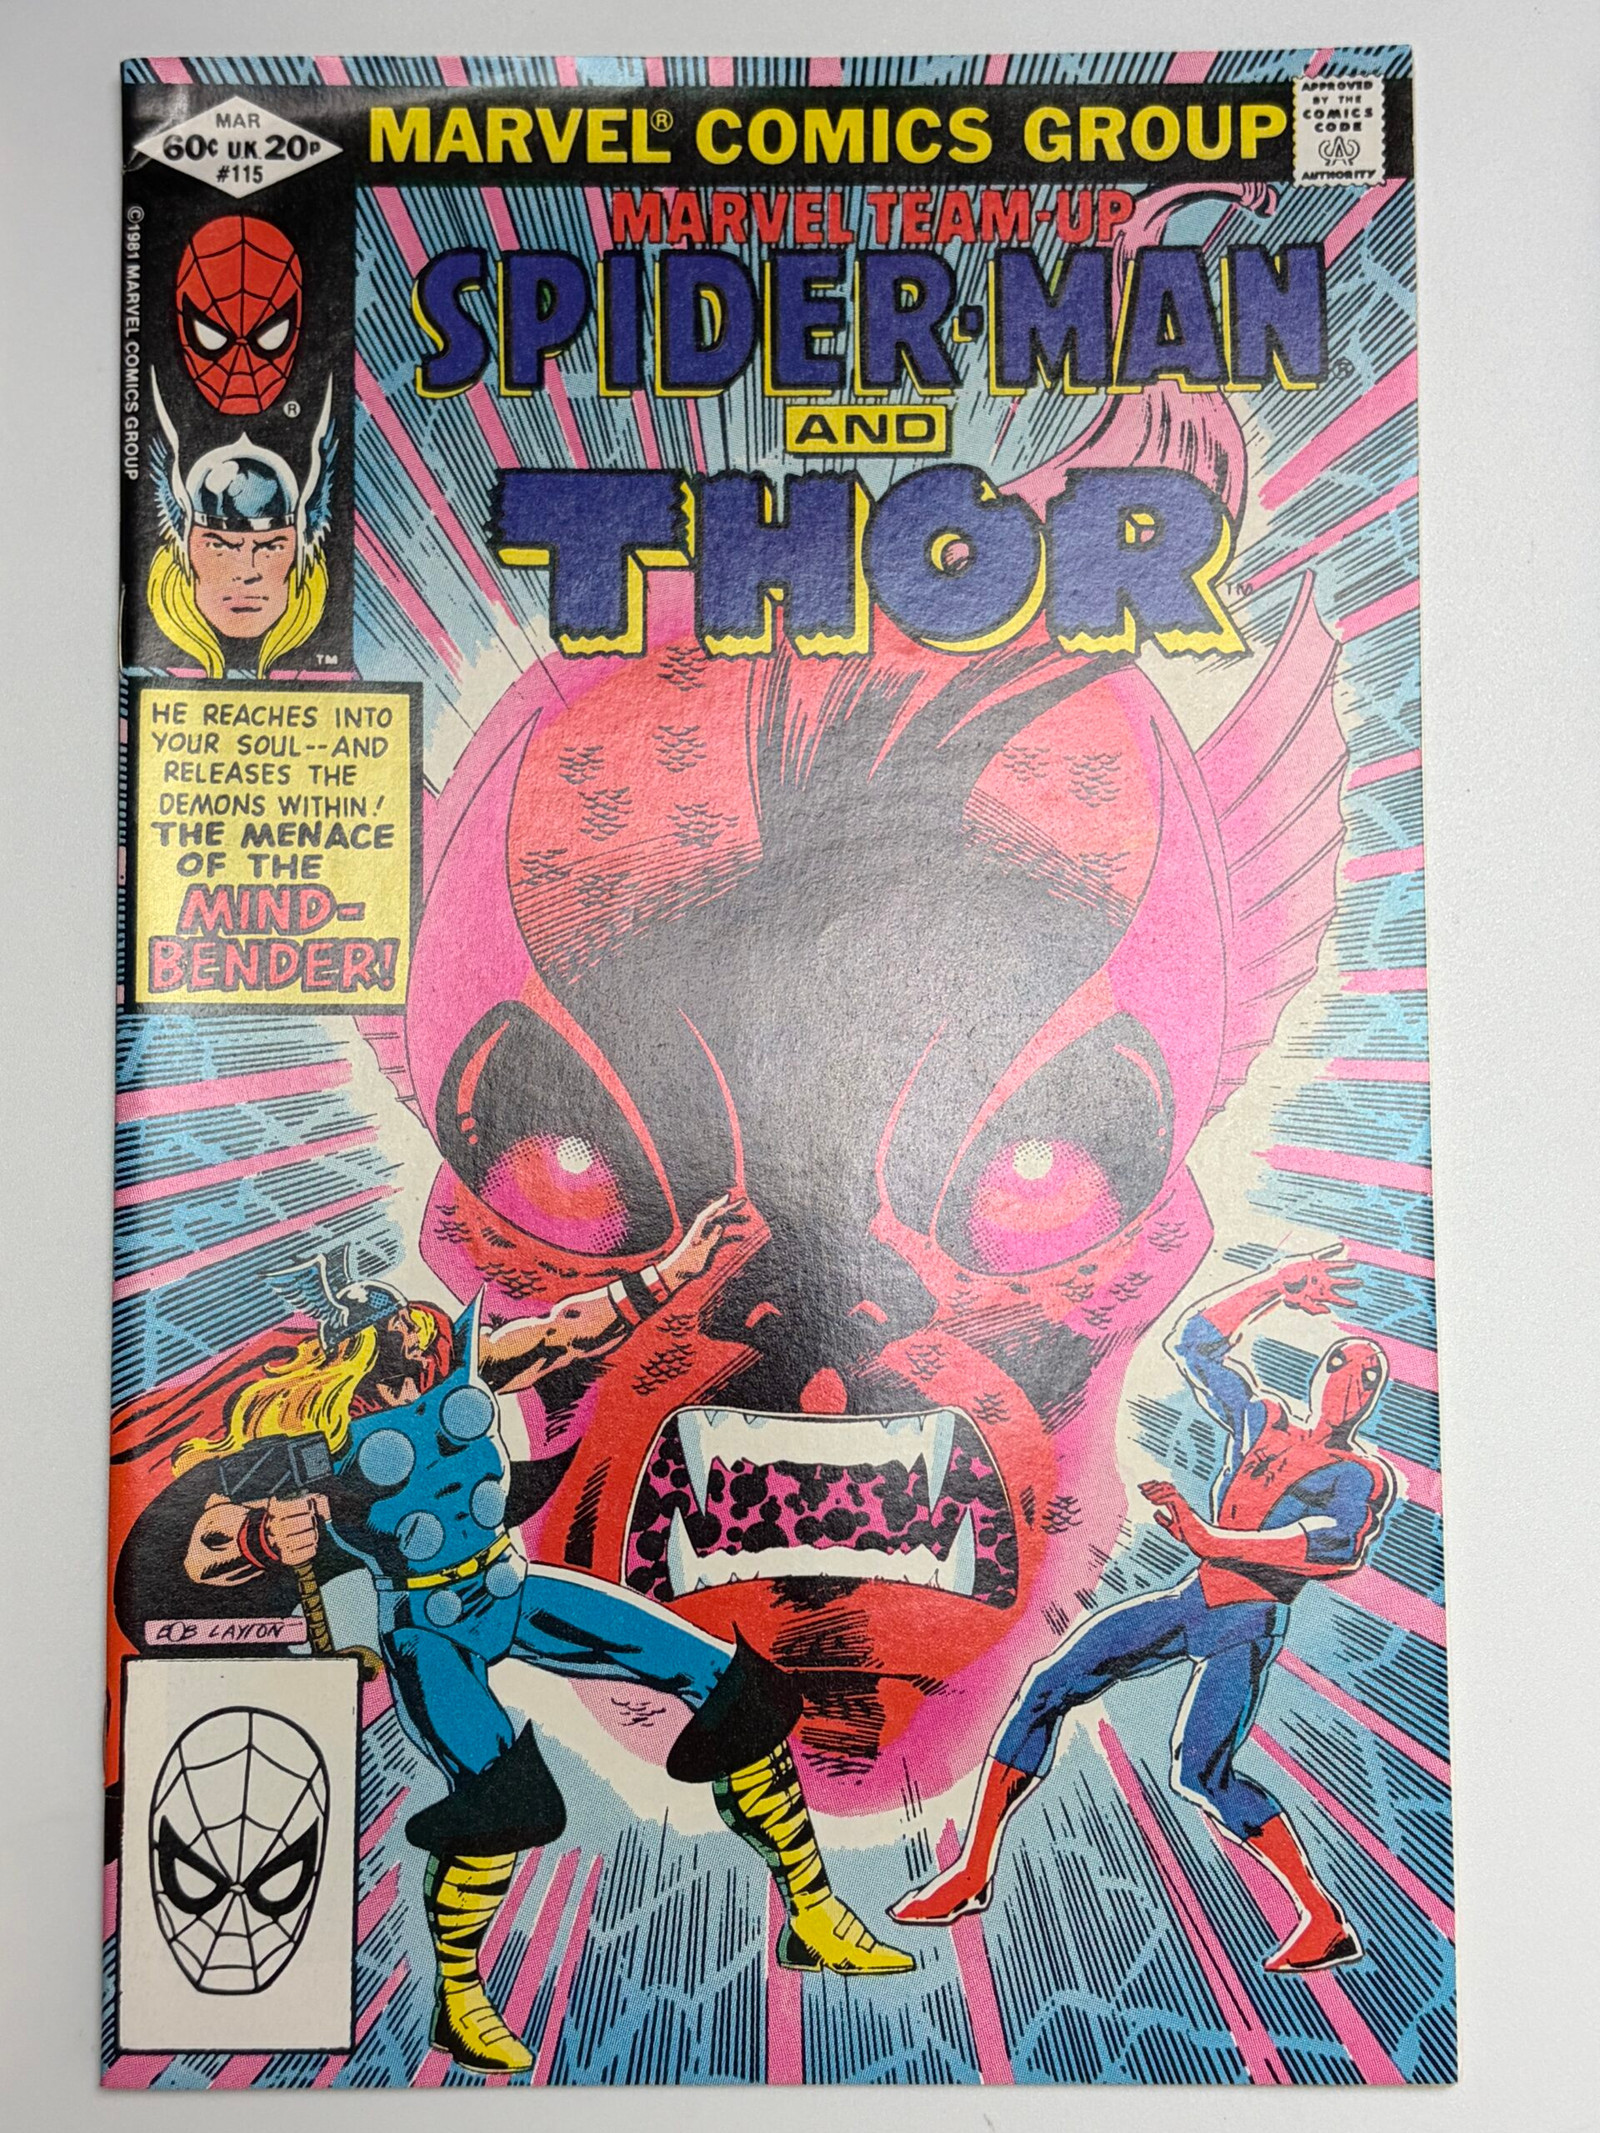 MAR
60¢ U.K. 20p
#115
MARVEL® COMICS GROUP
APPROVED
BY THE
COMICS
CODE
CA
AUTHORITY
©1981 MARVEL COMICS GROUP
MARVEL TEAM-UP
SPIDER-MAN®
AND
THOR™
®
TM
HE REACHES INTO
YOUR SOUL--AND
RELEASES THE
DEMONS WITHIN!
THE MENACE
OF THE
MIND-
BENDER!
BOB LAYTON